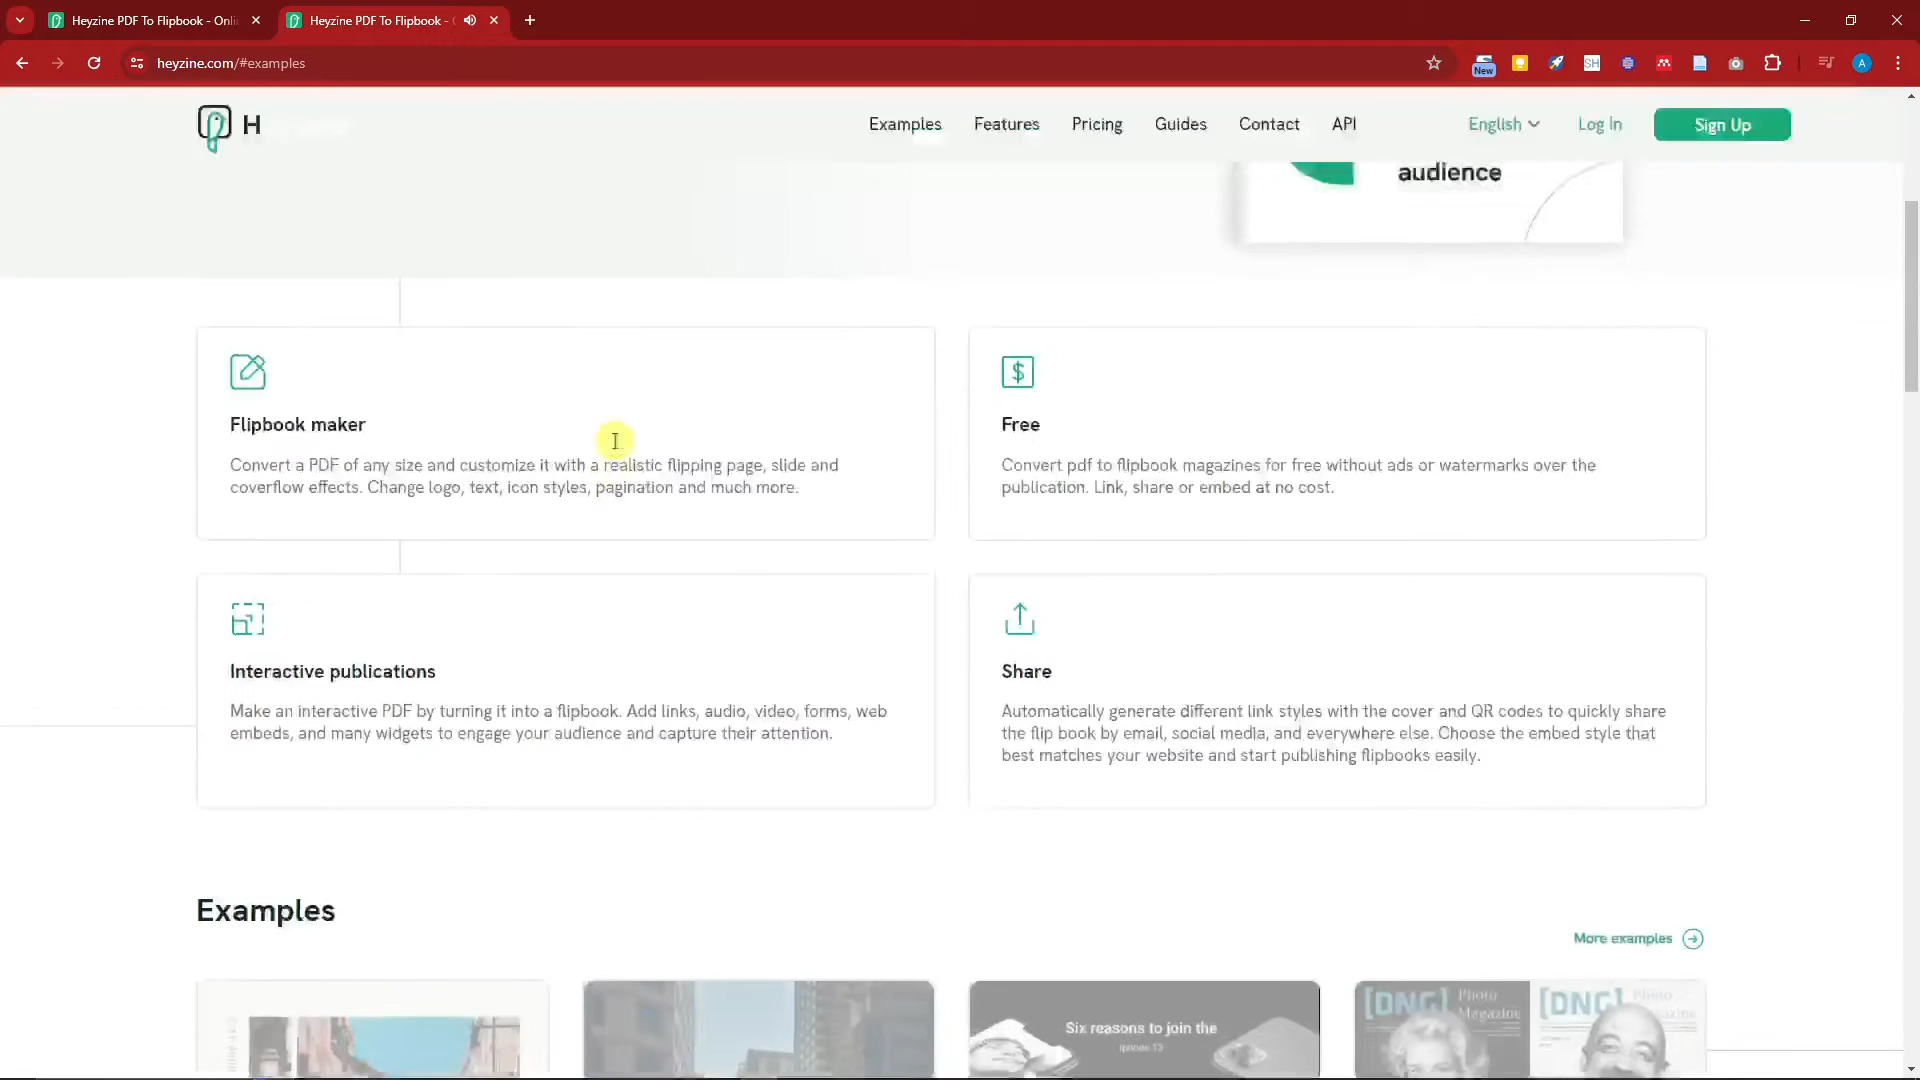 Heyzine PDF To Flipbook - Onli
Heyzine PDF To Flipbook - 
heyzine.com/#examples
New
SH
A
H
Examples
Features
Pricing
Guides
Contact
API
English
Log In
Sign Up
audience
Flipbook maker
Convert a PDF of any size and customize it with a realistic flipping page, slide and
coverflow effects. Change logo, text, icon styles, pagination and much more.
Free
Convert pdf to flipbook magazines for free without ads or watermarks over the
publication. Link, share or embed at no cost.
Interactive publications
Make an interactive PDF by turning it into a flipbook. Add links, audio, video, forms, web
embeds, and many widgets to engage your audience and capture their attention.
Share
Automatically generate different link styles with the cover and QR codes to quickly share
the flip book by email, social media, and everywhere else. Choose the embed style that
best matches your website and start publishing flipbooks easily.
Examples
More examples
Six reasons to join the
iphone 13
[DNG] Photo
Magazine
[DNG] Photo
Magazine